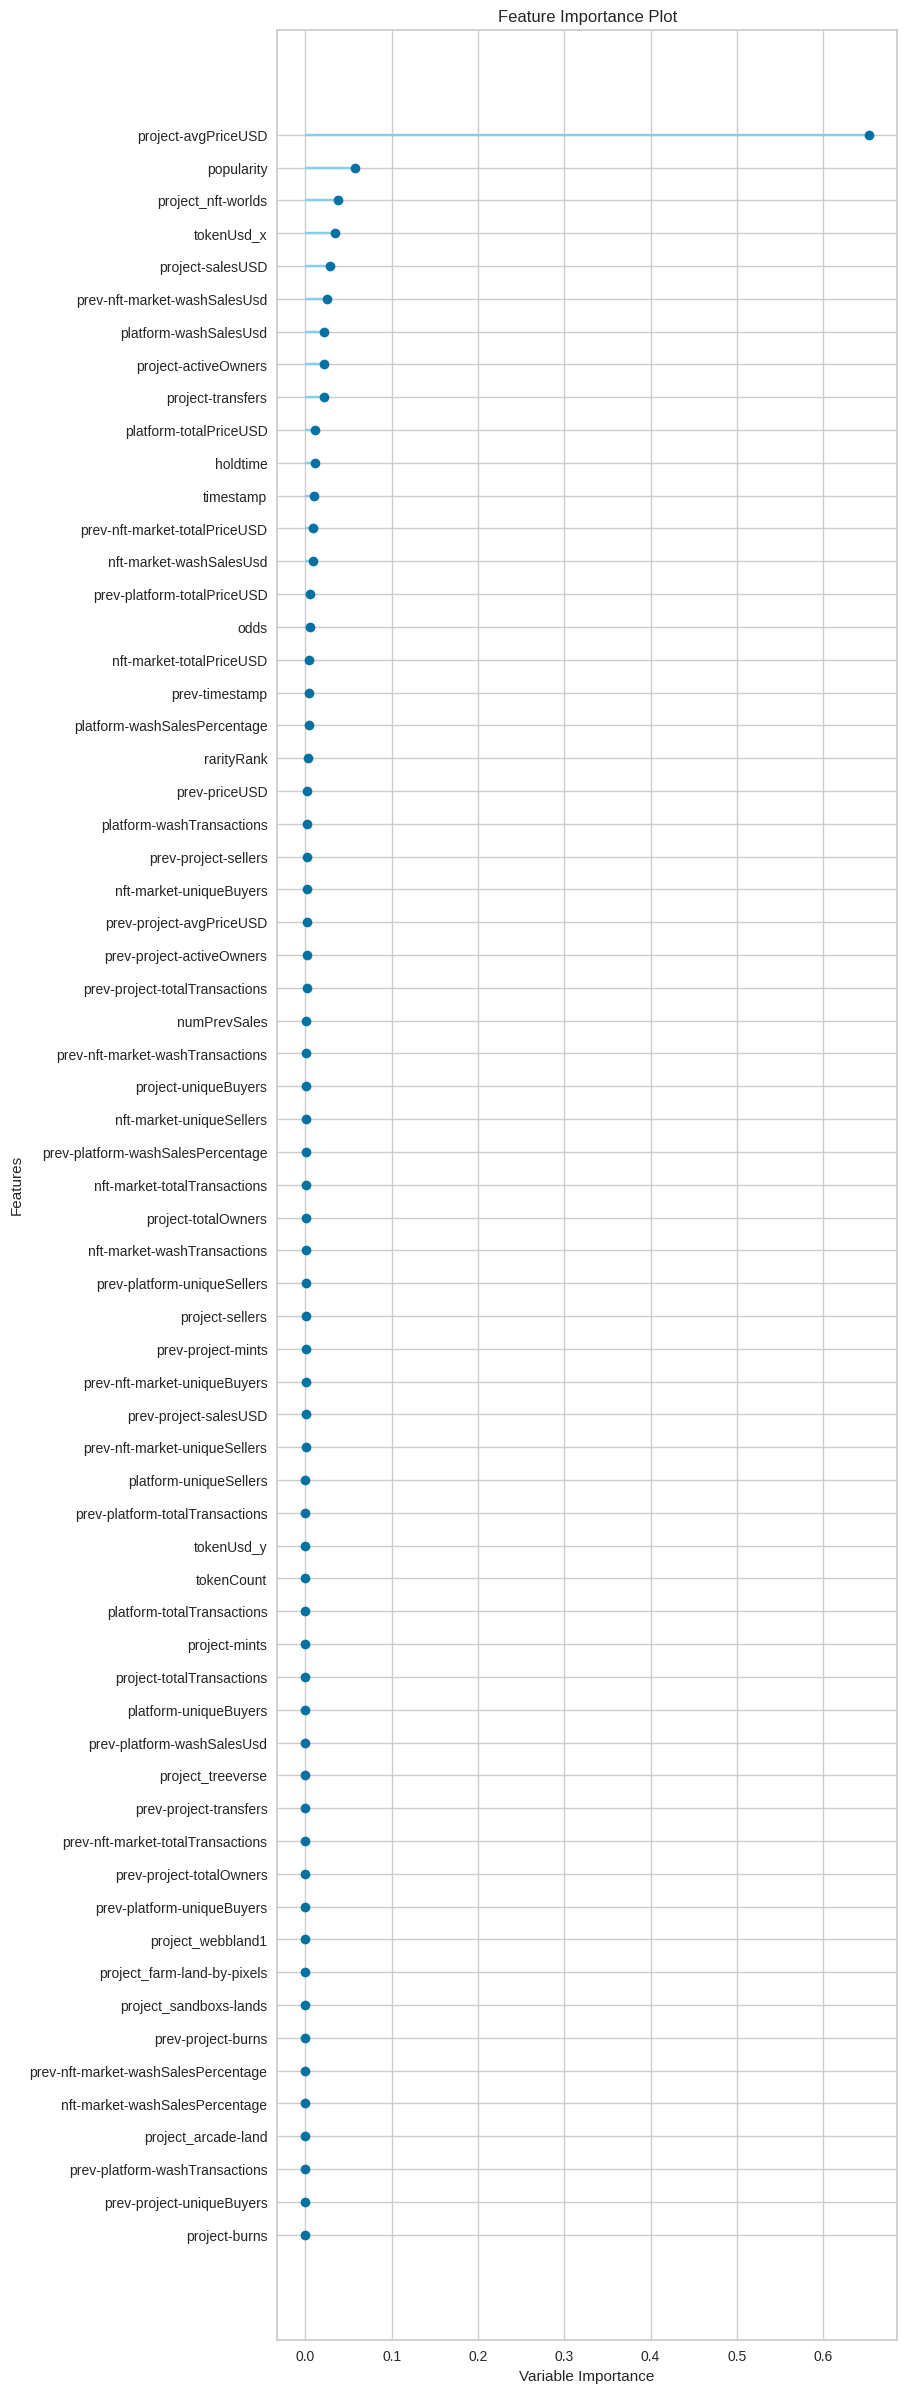 Feature Importance Plot
project-avgPriceUSD
popularity
project_nft-worlds
tokenUsd_x
project-salesUSD
prev-nft-market-washSalesUsd
platform-washSalesUsd
project-activeOwners
project-transfers
platform-totalPriceUSD
holdtime
timestamp
prev-nft-market-totalPriceUSD
nft-market-washSalesUsd
prev-platform-totalPriceUSD
odds
nft-market-totalPriceUSD
prev-timestamp
platform-washSalesPercentage
rarityRank
prev-priceUSD
platform-washTransactions
prev-project-sellers
nft-market-uniqueBuyers
prev-project-avgPriceUSD
prev-project-activeOwners
prev-project-totalTransactions
numPrevSales
prev-nft-market-washTransactions
project-uniqueBuyers
nft-market-uniqueSellers
prev-platform-washSalesPercentage
nft-market-totalTransactions
project-totalOwners
nft-market-washTransactions
prev-platform-uniqueSellers
project-sellers
prev-project-mints
prev-nft-market-uniqueBuyers
prev-project-salesUSD
prev-nft-market-uniqueSellers
platform-uniqueSellers
prev-platform-totalTransactions
tokenUsd_y
tokenCount
platform-totalTransactions
project-mints
project-totalTransactions
platform-uniqueBuyers
prev-platform-washSalesUsd
project_treeverse
prev-project-transfers
prev-nft-market-totalTransactions
prev-project-totalOwners
prev-platform-uniqueBuyers
project_webbland1
project_farm-land-by-pixels
project_sandboxs-lands
prev-project-burns
prev-nft-market-washSalesPercentage
nft-market-washSalesPercentage
project_arcade-land
prev-platform-washTransactions
prev-project-uniqueBuyers
project-burns
Features
0.0 0.1 0.2 0.3 0.4 0.5 0.6
Variable Importance